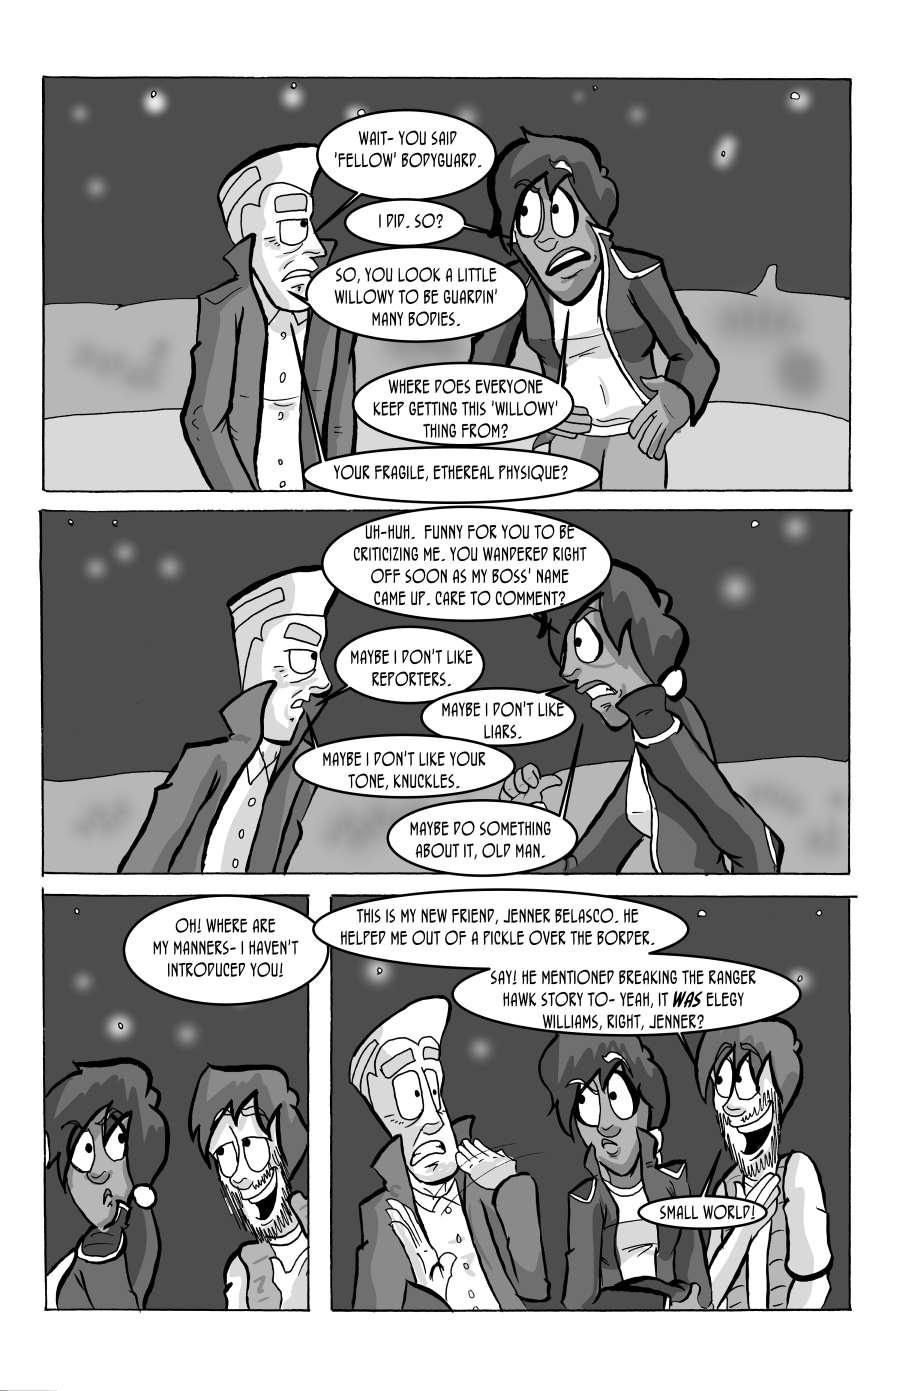 WAIT- YOU SAID
'FELLOW' BODYGUARD.
I DID. SO?
SO, YOU LOOK A LITTLE
WILLOWY TO BE GUARDIN'
MANY BODIES.
WHERE DOES EVERYONE
KEEP GETTING THIS 'WILLOWY'
THING FROM?
YOUR FRAGILE, ETHEREAL PHYSIQUE?
UH-HUH. FUNNY FOR YOU TO BE
CRITICIZING ME. YOU WANDERED RIGHT
OFF SOON AS MY BOSS' NAME
CAME UP. CARE TO COMMENT?
MAYBE I DON'T LIKE
REPORTERS.
MAYBE I DON'T LIKE
LIARS.
MAYBE I DON'T LIKE YOUR
TONE, KNUCKLES.
MAYBE DO SOMETHING
ABOUT IT, OLD MAN.
OH! WHERE ARE
MY MANNERS- I HAVEN'T
INTRODUCED YOU!
THIS IS MY NEW FRIEND, JENNER BELASCO. HE
HELPED ME OUT OF A PICKLE OVER THE BORDER.
SAY! HE MENTIONED BREAKING THE RANGER
HAWK STORY TO- YEAH, IT WAS ELEGY
WILLIAMS, RIGHT, JENNER?
SMALL WORLD!